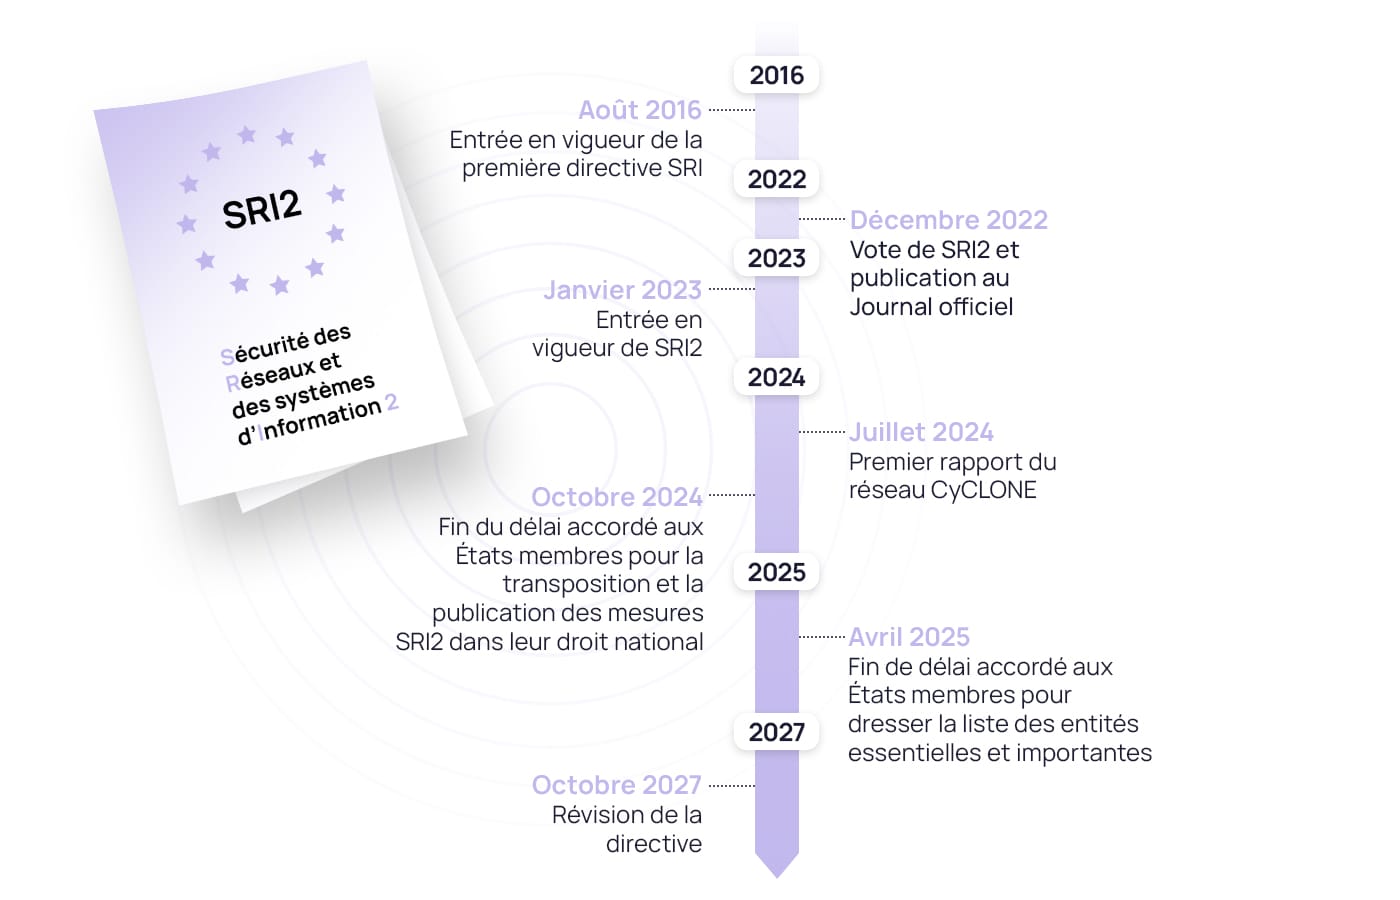 SRI2
Sécurité des
Réseaux et
des systèmes
d'Information 2
2016
Août 2016
Entrée en vigueur de la
première directive SRI
2022
Décembre 2022
Vote de SRI2 et
publication au
Journal officiel
2023
Janvier 2023
Entrée en
vigueur de SRI2
2024
Juillet 2024
Premier rapport du
réseau CyCLONE
Octobre 2024
Fin du délai accordé aux
États membres pour la
transposition et la
publication des mesures
SRI2 dans leur droit national
2025
Avril 2025
Fin de délai accordé aux
États membres pour
dresser la liste des entités
essentielles et importantes
2027
Octobre 2027
Révision de la
directive